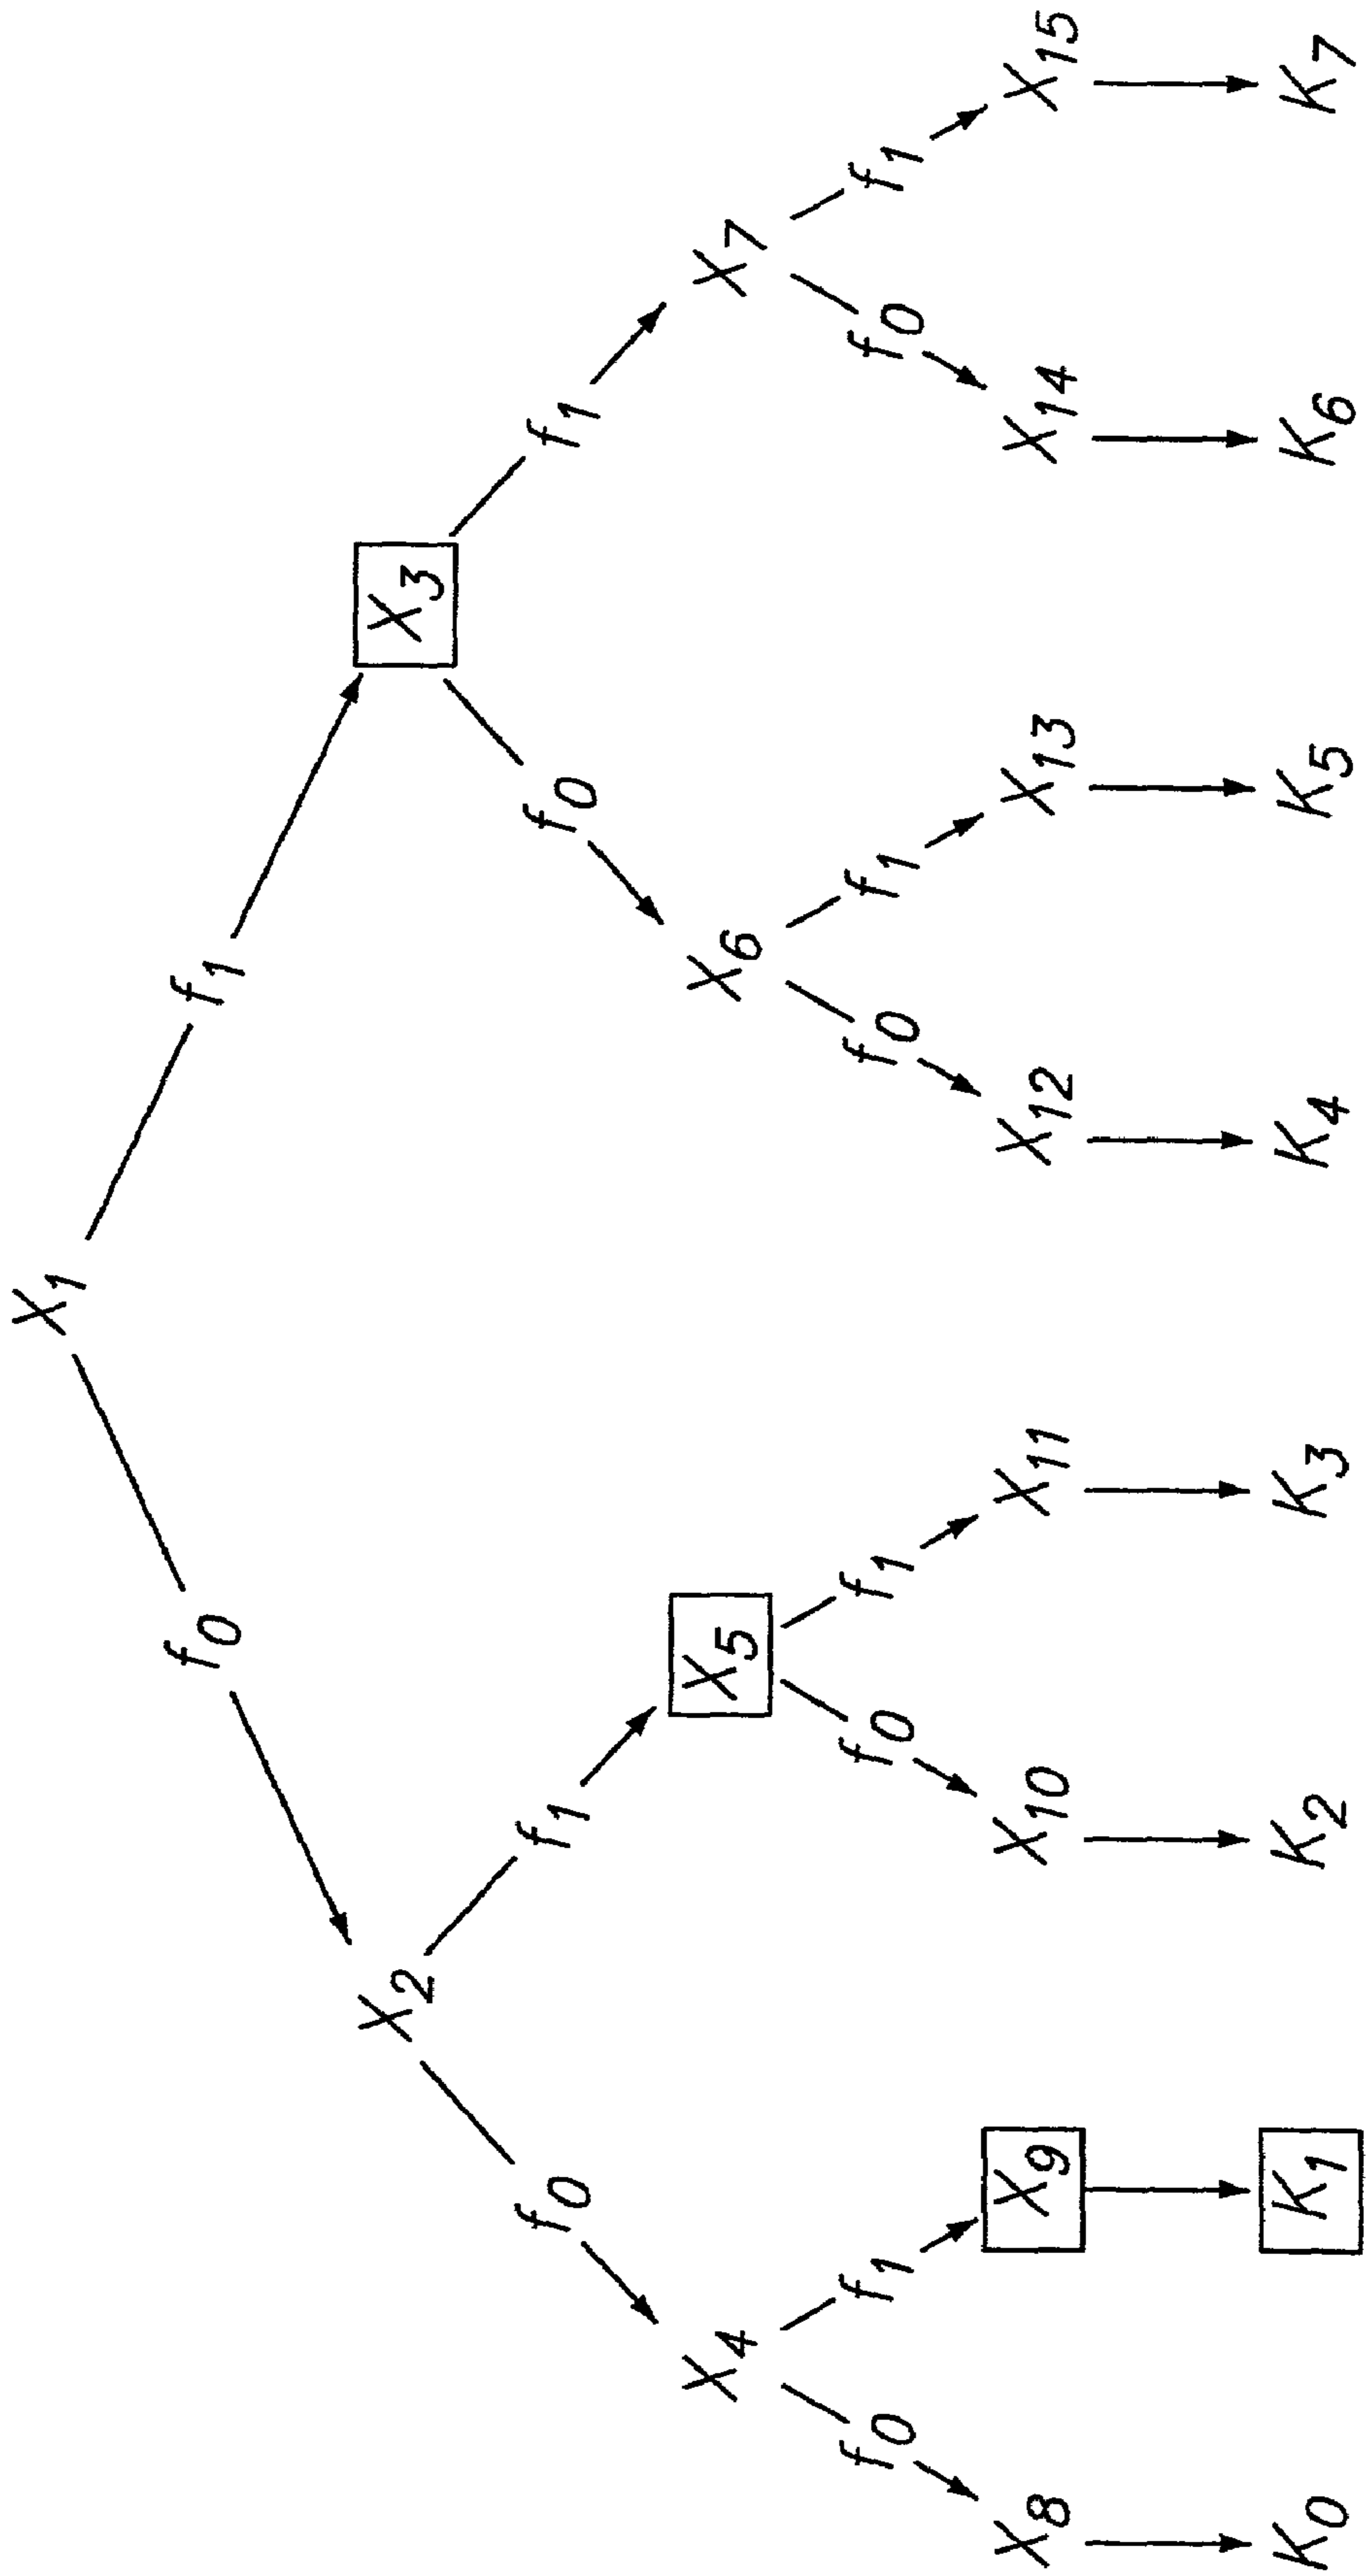 X1
f0 f1
X2 X3
f0 f1 f0 f1
X4 X5 X6 X7
f0 f1 f0 f1 f0 f1 f0 f1
X8 X9 X10 X11 X12 X13 X14 X15
K0 K1 K2 K3 K4 K5 K6 K7